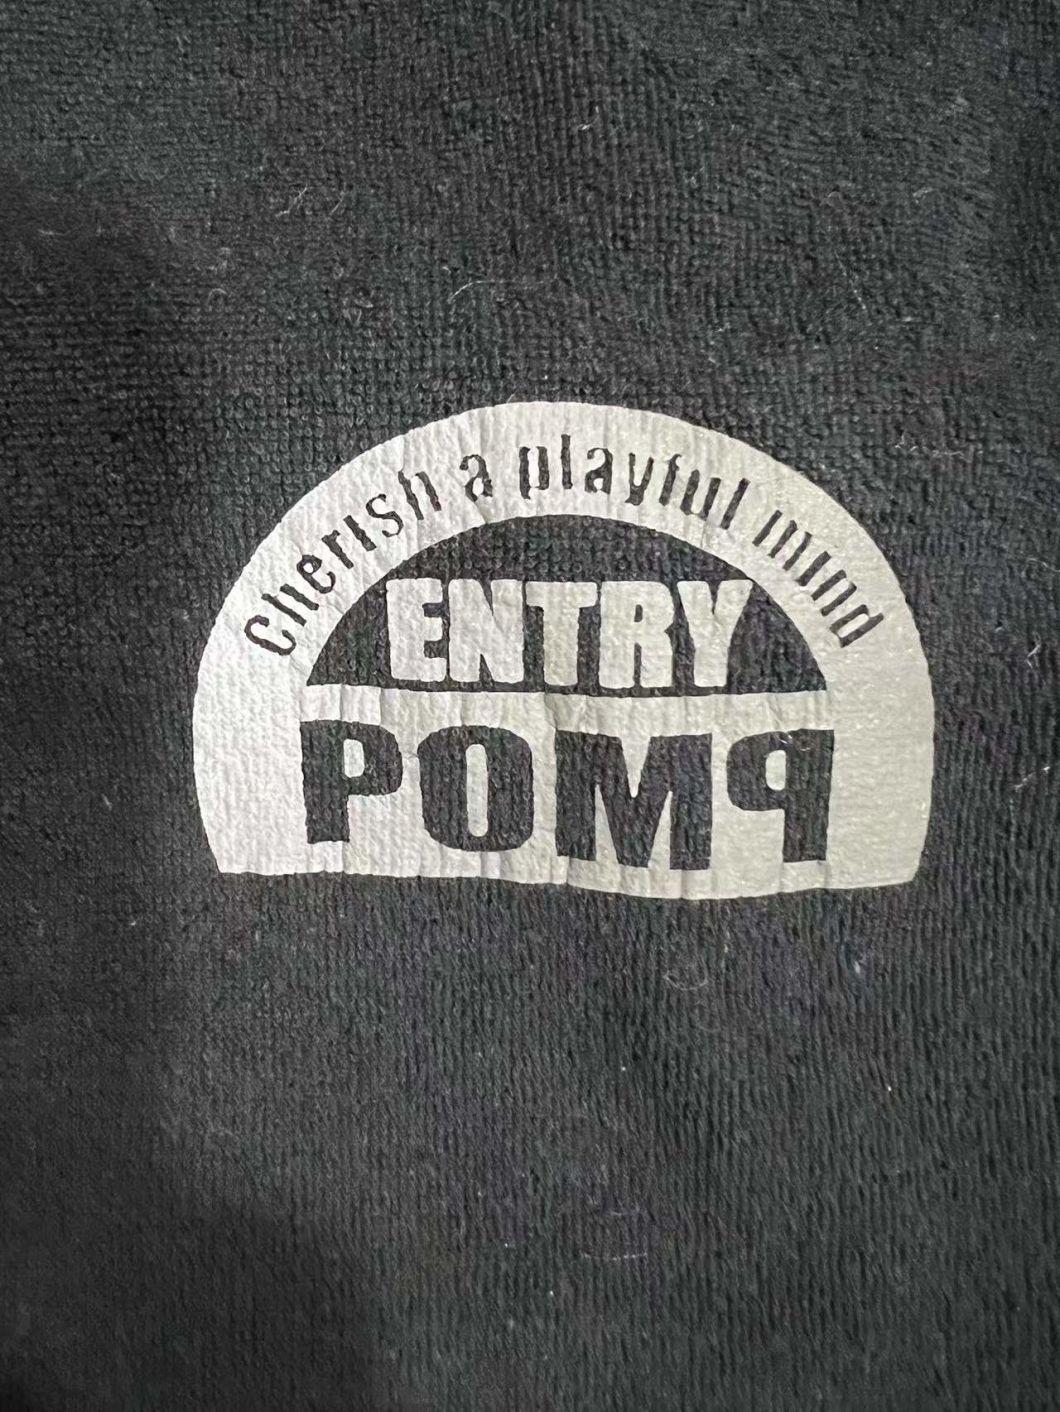 Cherish a playful mind
ENTRY
POMP